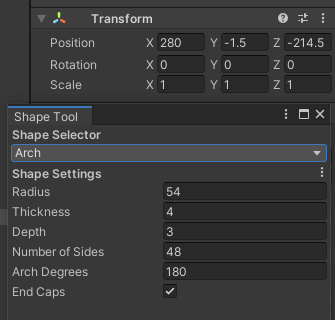 Transform
Position X 280 Y -1.5 Z -214.5
Rotation X 0 Y 0 Z 0
Scale X 1 Y 1 Z 1
Shape Tool
Shape Selector
Arch
Shape Settings
Radius 54
Thickness 4
Depth 3
Number of Sides 48
Arch Degrees 180
End Caps